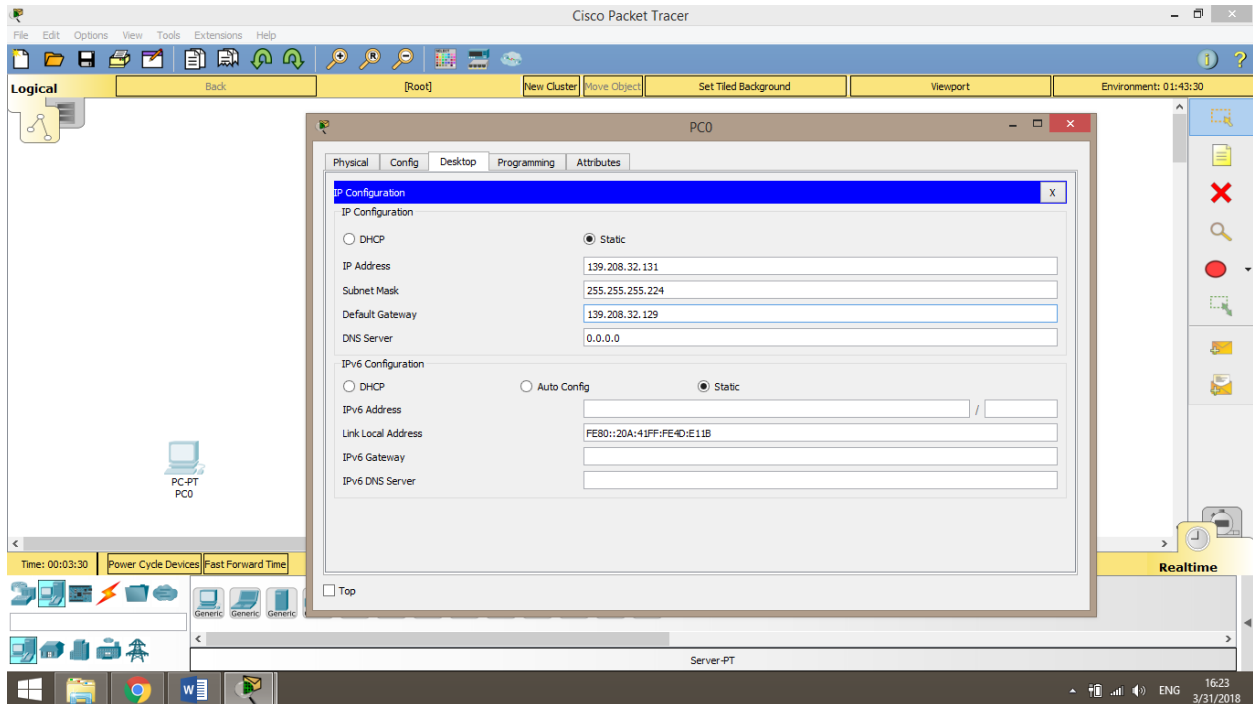 Cisco Packet Tracer
File Edit Options View Tools Extensions Help
Logical Back [Root] New Cluster Move Object Set Tiled Background Viewport Environment: 01:43:30
PC0
Physical Config Desktop Programming Attributes
IP Configuration X
IP Configuration
DHCP Static
IP Address 139.208.32.131
Subnet Mask 255.255.255.224
Default Gateway 139.208.32.129
DNS Server 0.0.0.0
IPv6 Configuration
DHCP Auto Config Static
IPv6 Address /
Link Local Address FE80::20A:41FF:FE4D:E11B
IPv6 Gateway
IPv6 DNS Server
PC-PT
PC0
Time: 00:03:30 Power Cycle Devices Fast Forward Time Realtime
Top
Generic Generic Generic
Server-PT
ENG 16:23
3/31/2018